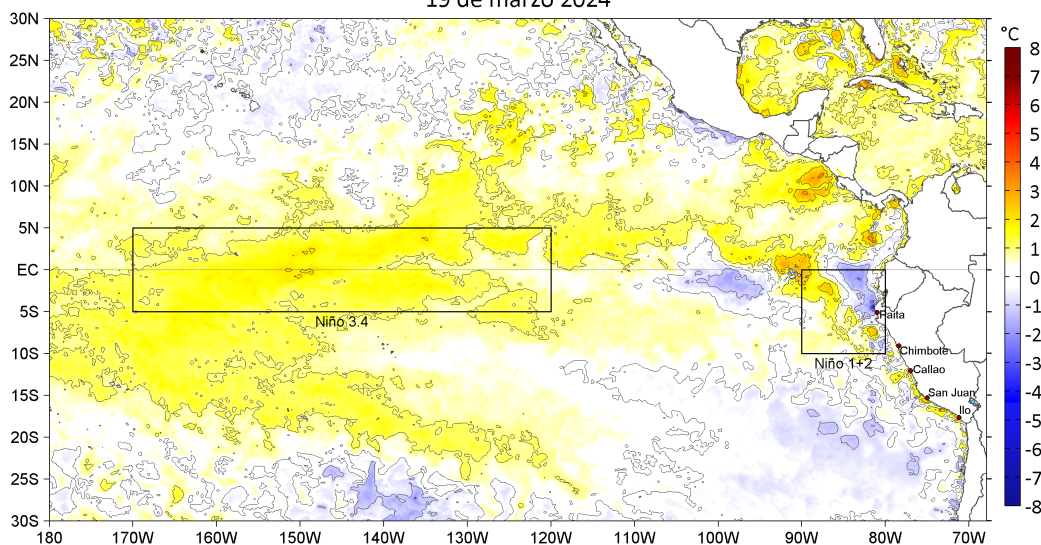 19 de marzo 2024
°C
30N
25N
20N
15N
10N
5N
EC
5S
10S
15S
20S
25S
30S
180
170W
160W
150W
140W
130W
120W
110W
100W
90W
80W
70W
Niño 3.4
Niño 1+2
Paita
Chimbote
Callao
San Juan
Ilo
8
7
6
5
4
3
2
1
0
-1
-2
-3
-4
-5
-6
-7
-8